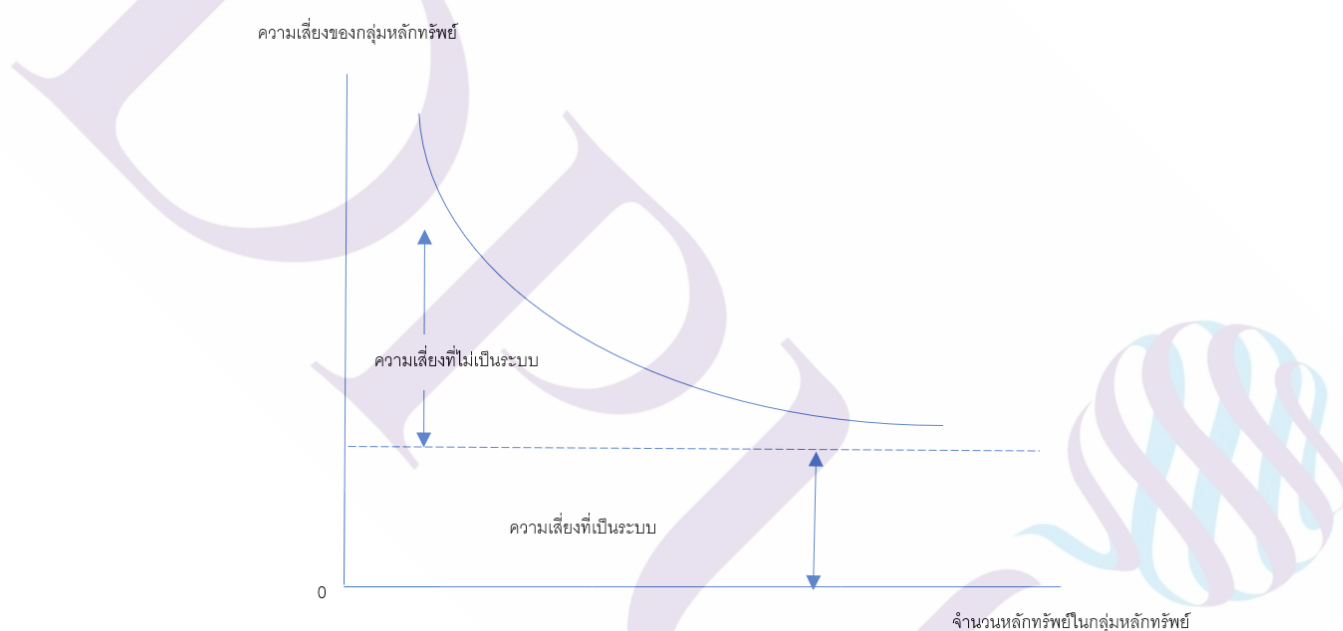 ความเสี่ยงของกลุ่มหลักทรัพย์
ความเสี่ยงที่ไม่เป็นระบบ
ความเสี่ยงที่เป็นระบบ
0
จำนวนหลักทรัพย์ในกลุ่มหลักทรัพย์